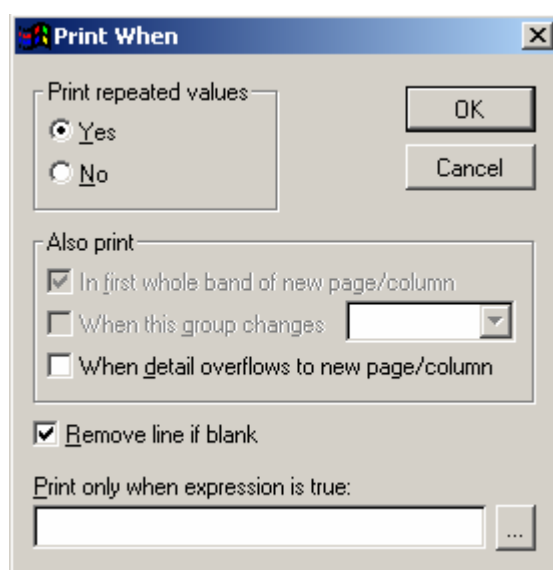 Print When
Print repeated values
Yes
No
OK
Cancel
Also print
In first whole band of new page/column
When this group changes
When detail overflows to new page/column
Remove line if blank
Print only when expression is true:
...